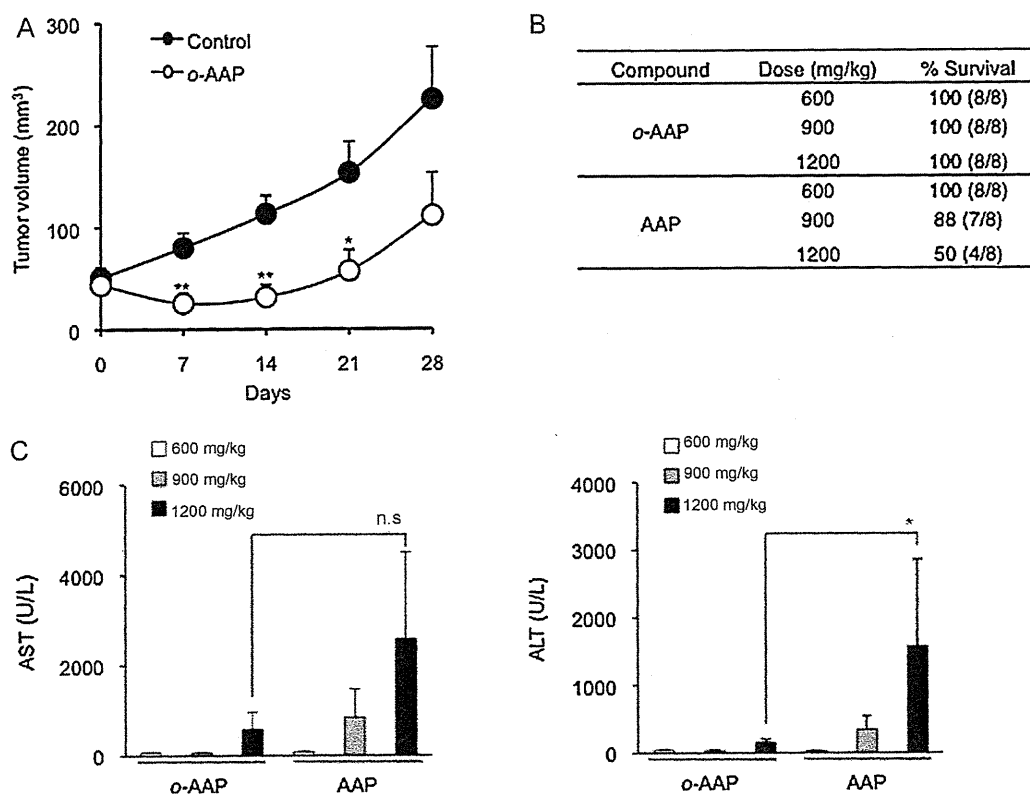 A
300
Control
o-AAP
200
100
0
Tumor volume (mm³)
**
**
*
0 7 14 21 28
Days
B
Compound Dose (mg/kg) % Survival
600 100 (8/8)
o-AAP 900 100 (8/8)
1200 100 (8/8)
600 100 (8/8)
AAP 900 88 (7/8)
1200 50 (4/8)
C
600 mg/kg
900 mg/kg
1200 mg/kg
6000
4000
2000
0
AST (U/L)
n.s
o-AAP AAP
600 mg/kg
900 mg/kg
1200 mg/kg
4000
3000
2000
1000
0
ALT (U/L)
*
o-AAP AAP